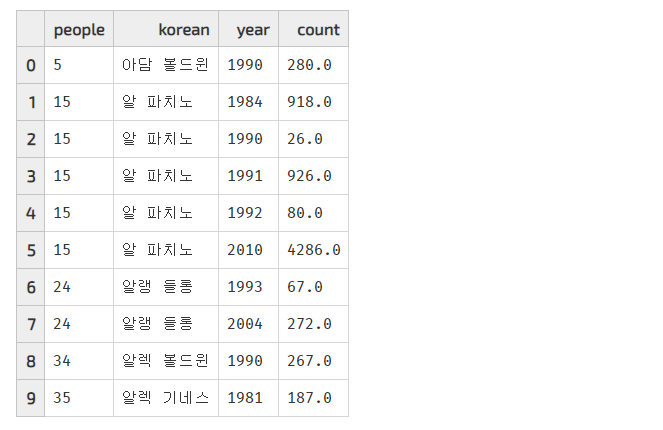 people korean year count
0 5 아담 볼드윈 1990 280.0
1 15 알 파치노 1984 918.0
2 15 알 파치노 1990 26.0
3 15 알 파치노 1991 926.0
4 15 알 파치노 1992 80.0
5 15 알 파치노 2010 4286.0
6 24 알랭 들롱 1993 67.0
7 24 알랭 들롱 2004 272.0
8 34 알렉 볼드윈 1990 267.0
9 35 알렉 기네스 1981 187.0